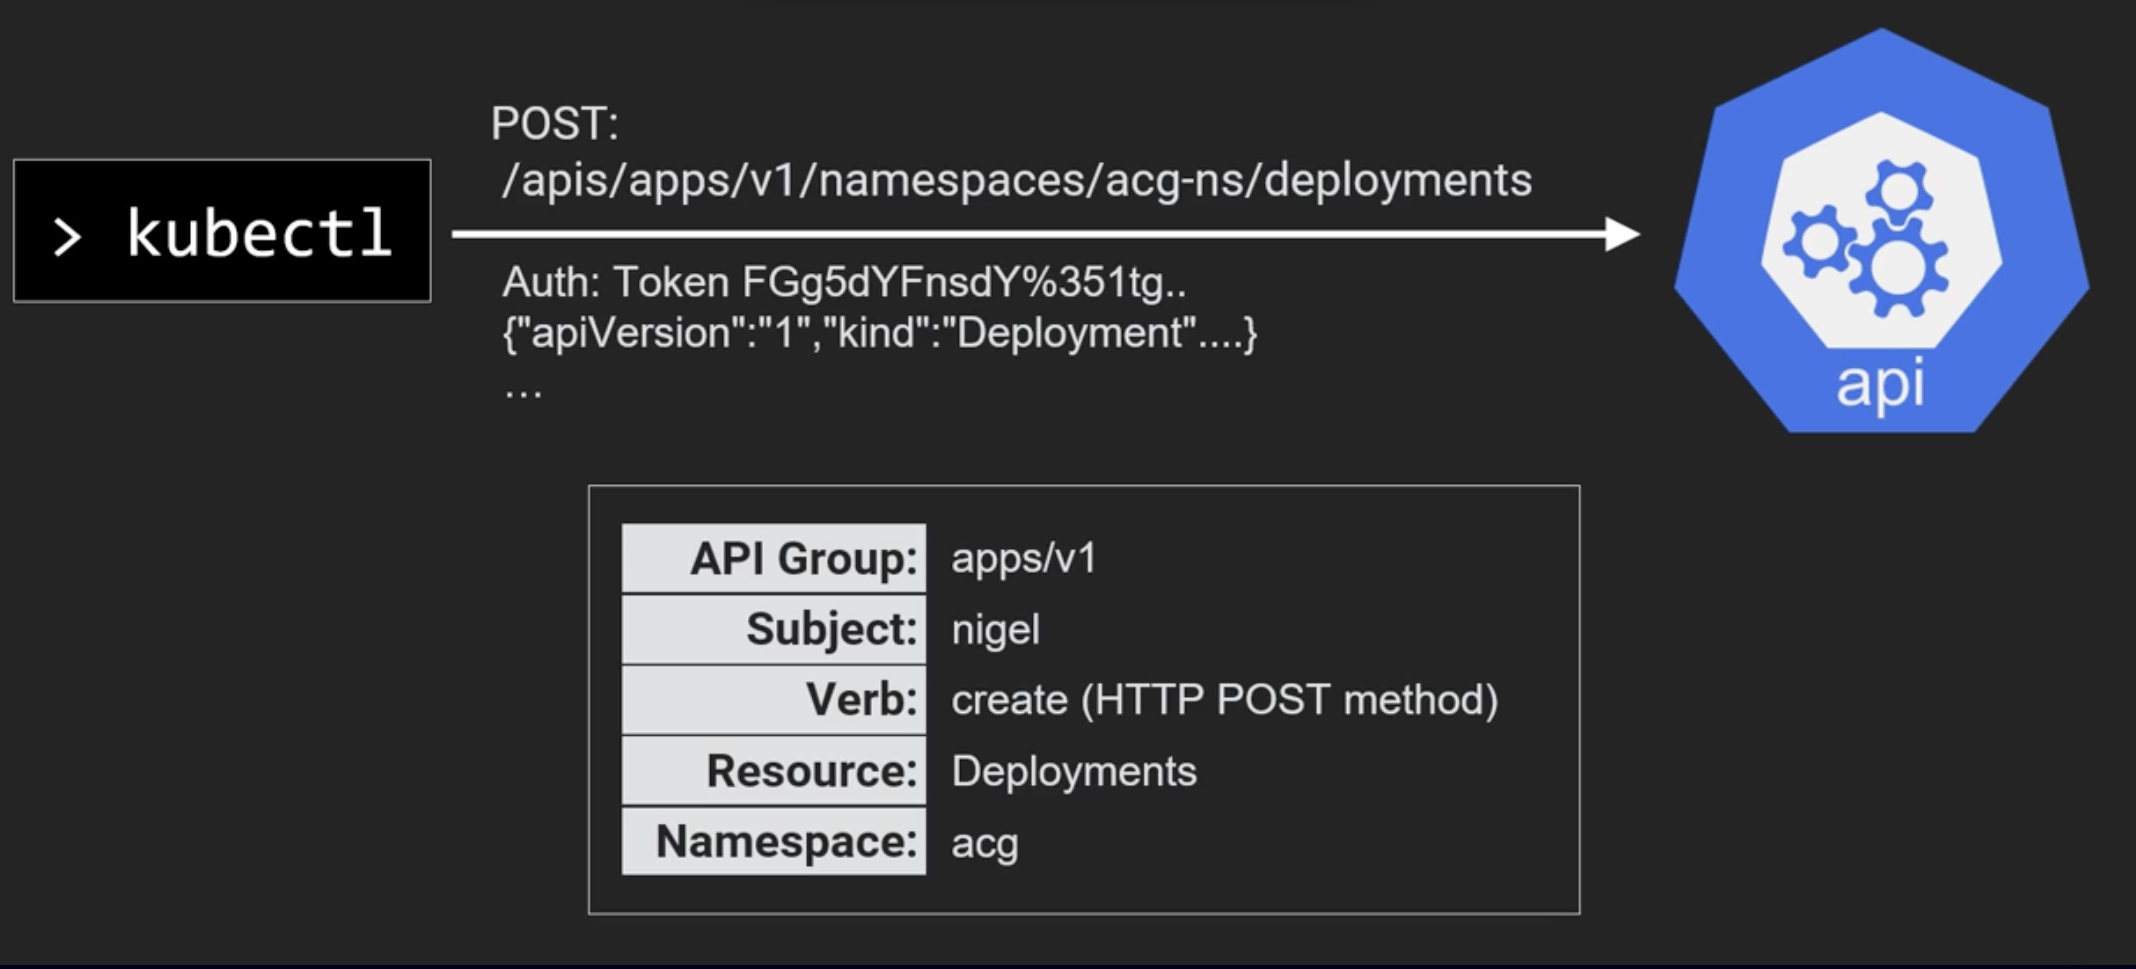 POST:
/apis/apps/v1/namespaces/acg-ns/deployments
> kubectl
Auth: Token FGg5dYFnsdY%351tg..
{"apiVersion":"1","kind":"Deployment"....}
...
api
API Group: apps/v1
Subject: nigel
Verb: create (HTTP POST method)
Resource: Deployments
Namespace: acg